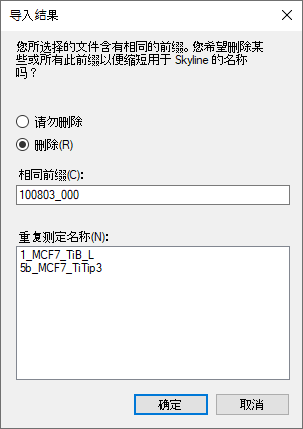 导入结果
您所选择的文件含有相同的前缀。您希望删除某
些或所有此前缀以便缩短用于 Skyline 的名称
吗？
请勿删除
删除(R)
相同前缀(C):
100803_000
重复测定名称(N):
1_MCF7_TiB_L
5b_MCF7_TiTip3
确定
取消